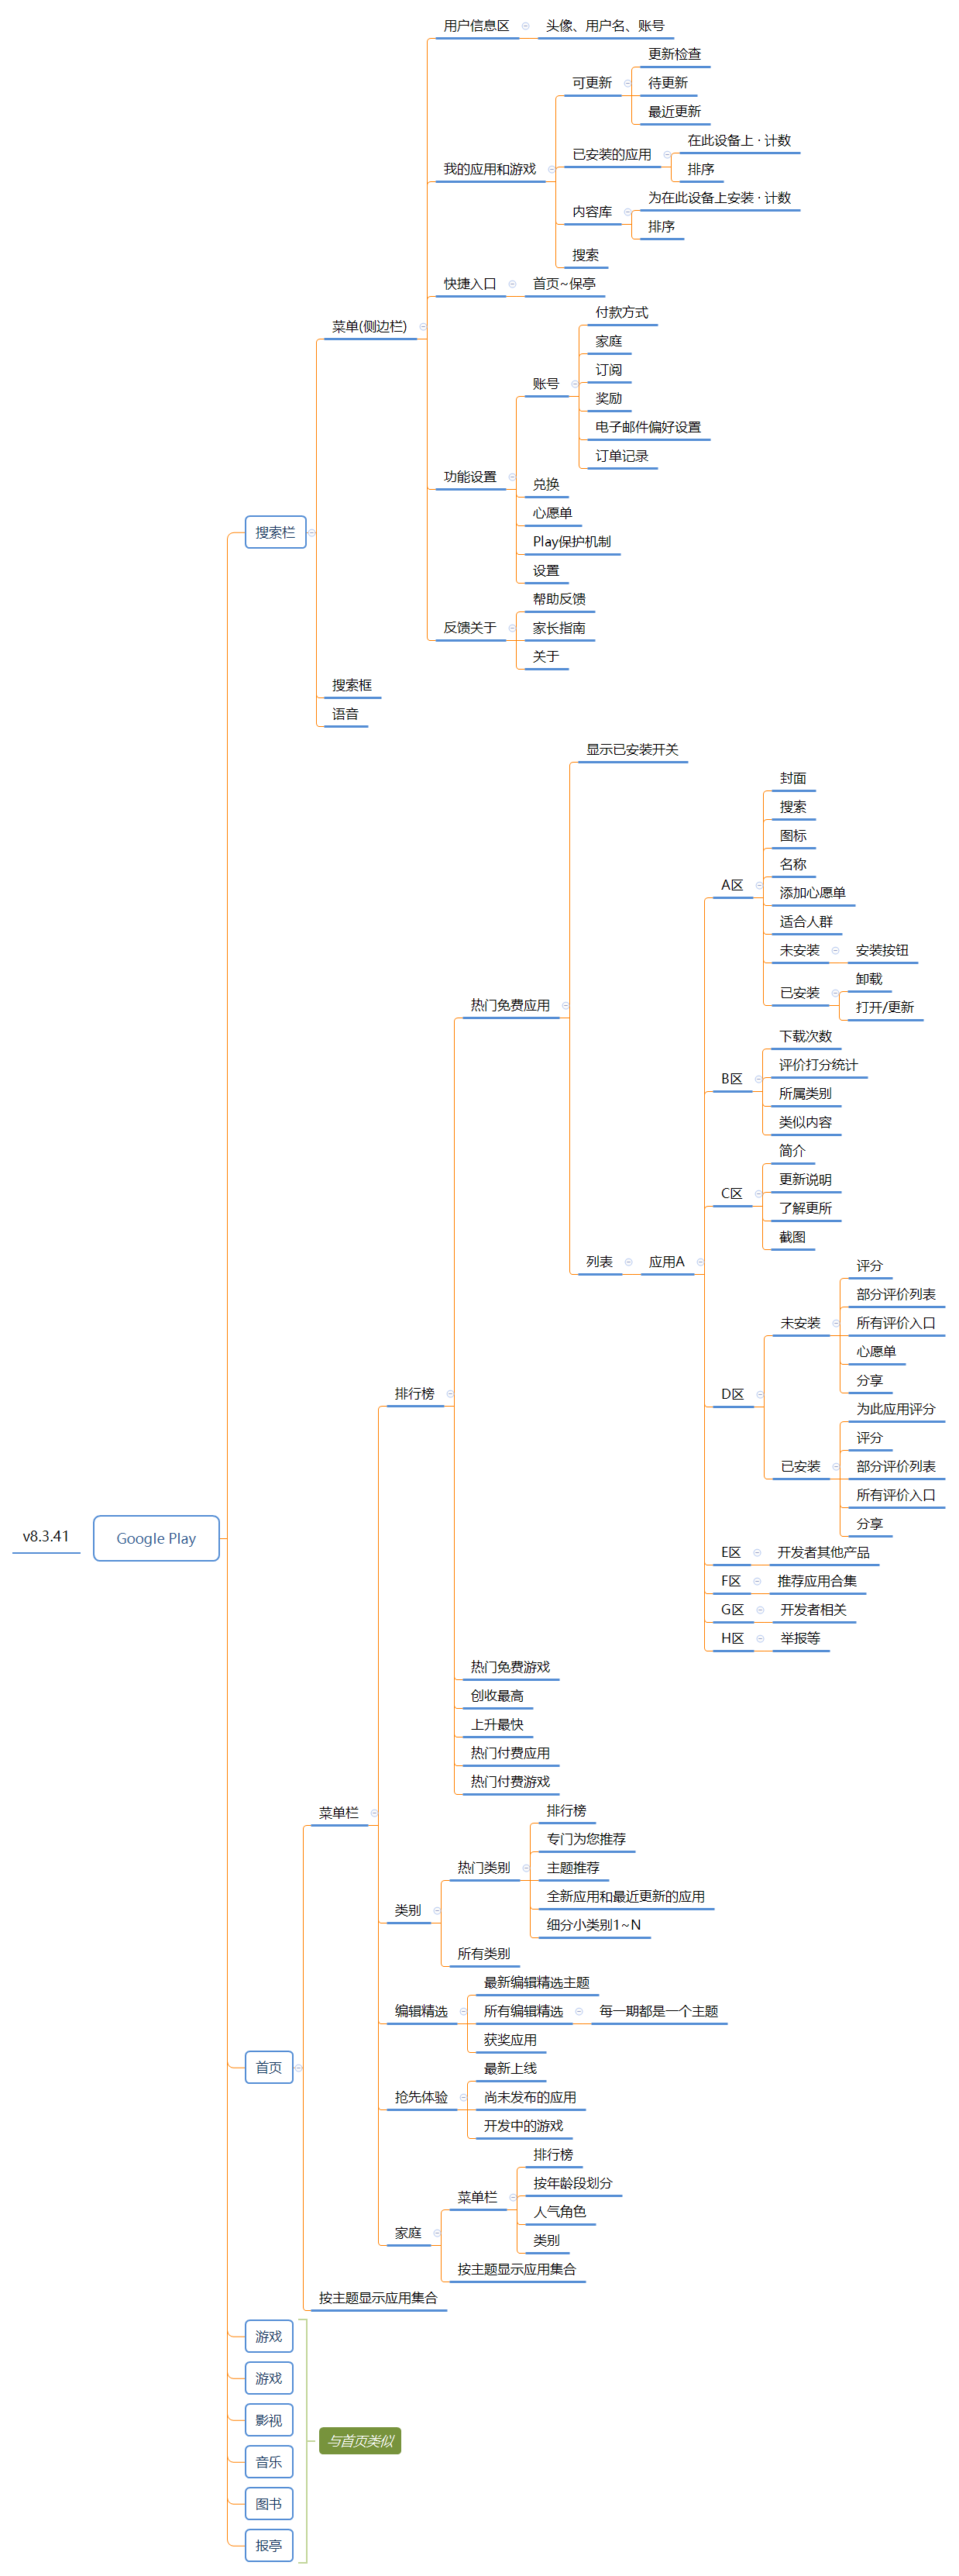 v8.3.41
Google Play
搜索栏
菜单(侧边栏)
用户信息区
头像、用户名、账号
我的应用和游戏
可更新
更新检查
待更新
最近更新
已安装的应用
在此设备上 · 计数
排序
内容库
为在此设备上安装 · 计数
排序
搜索
快捷入口
首页~保亭
功能设置
账号
付款方式
家庭
订阅
奖励
电子邮件偏好设置
订单记录
兑换
心愿单
Play保护机制
设置
反馈关于
帮助反馈
家长指南
关于
搜索框
语音
首页
菜单栏
排行榜
热门免费应用
显示已安装开关
列表
应用A
A区
封面
搜索
图标
名称
添加心愿单
适合人群
未安装
安装按钮
已安装
卸载
打开/更新
B区
下载次数
评价打分统计
所属类别
类似内容
C区
简介
更新说明
了解更所
截图
D区
未安装
评分
部分评价列表
所有评价入口
心愿单
分享
已安装
为此应用评分
评分
部分评价列表
所有评价入口
分享
E区
开发者其他产品
F区
推荐应用合集
G区
开发者相关
H区
举报等
热门免费游戏
创收最高
上升最快
热门付费应用
热门付费游戏
类别
热门类别
排行榜
专门为您推荐
主题推荐
全新应用和最近更新的应用
细分小类别1~N
所有类别
编辑精选
最新编辑精选主题
所有编辑精选
每一期都是一个主题
获奖应用
抢先体验
最新上线
尚未发布的应用
开发中的游戏
家庭
菜单栏
排行榜
按年龄段划分
人气角色
类别
按主题显示应用集合
按主题显示应用集合
游戏
游戏
影视
音乐
图书
报亭
与首页类似